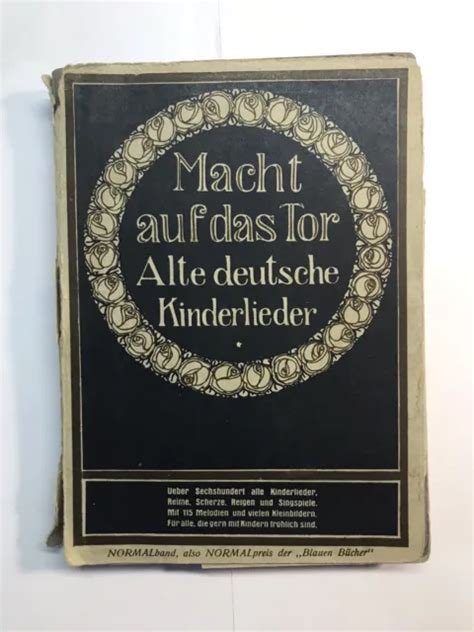 Macht
auf das Tor
Alte deutsche
Kinderlieder
*
Ueber Sechshundert alte Kinderlieder,
Reime, Scherze, Reigen und Singspiele.
Mit 115 Melodien und vielen Kleinbildern.
Für alle, die gern mit Kindern fröhlich sind.
NORMALband, also NORMALpreis der „Blauen Bücher“